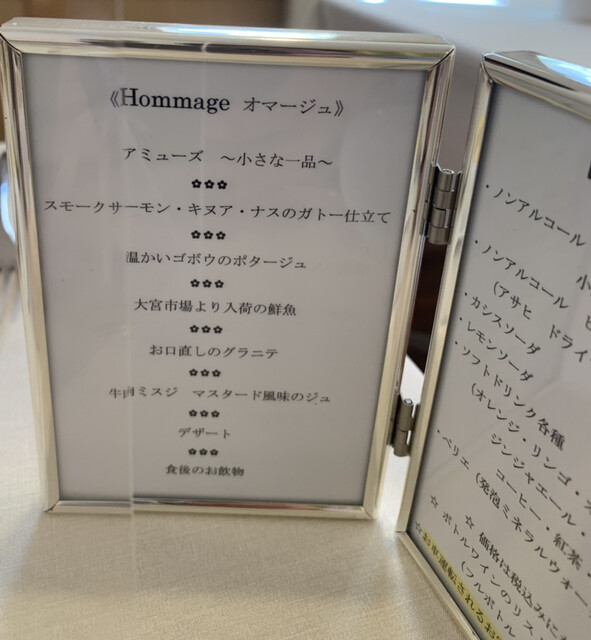 《Hommage オマージュ》
アミューズ ～小さな一品～
✿✿✿
スモークサーモン・キヌア・ナスのガトー仕立て
✿✿✿
温かいゴボウのポタージュ
✿✿✿
大宮市場より入荷の鮮魚
✿✿✿
お口直しのグラニテ
✿✿✿
牛肉ミスジ マスタード風味のジュ
✿✿✿
デザート
✿✿✿
食後のお飲物
・ノンアルコール
・ノンアルコール
(アサヒ ドライ
・カシスソーダ
・レモンソーダ
・ソフトドリンク各種
(オレンジ・リンゴ・
ジンジャエール・
コーヒー・紅茶・
・ペリエ (発泡ミネラルウォー
☆ 価格は税込みに
☆ ボトルワインのリス
(フルボトル
☆お車運転されるお